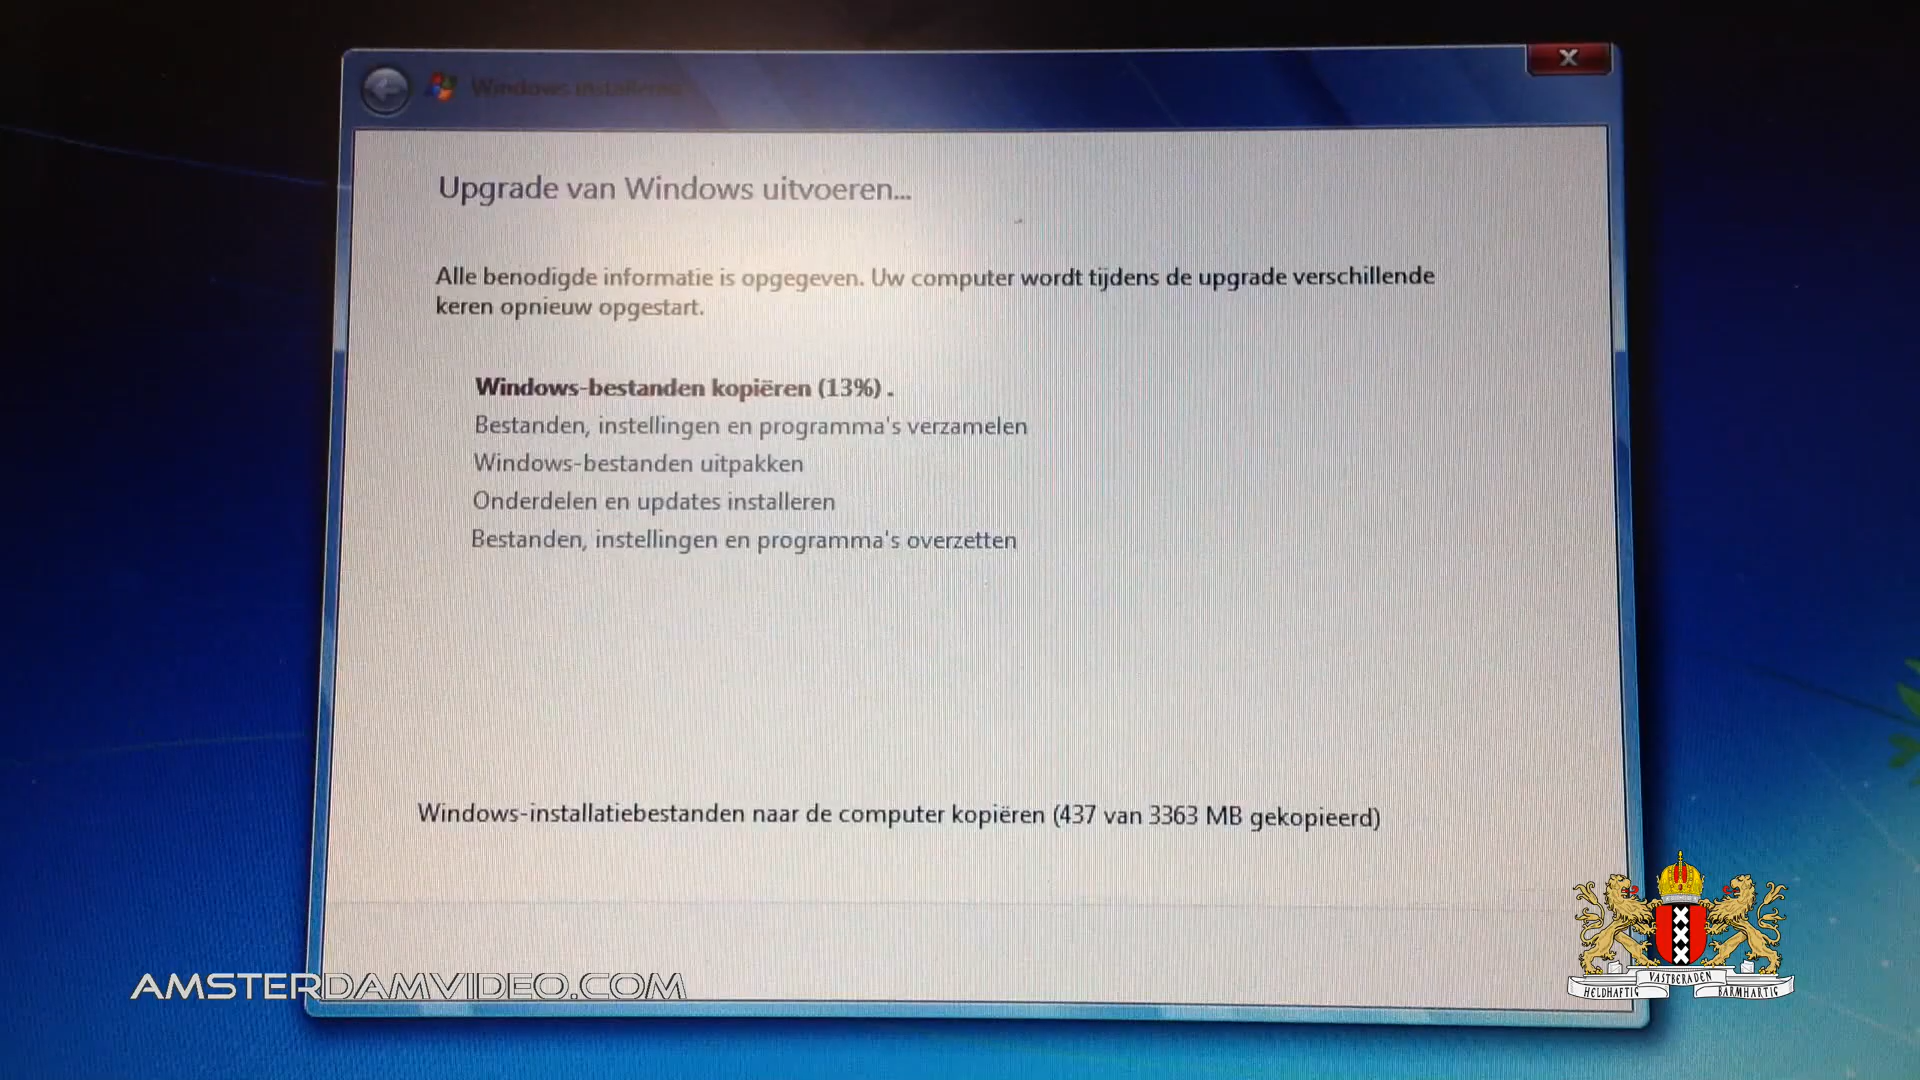 Windows installeren
Upgrade van Windows uitvoeren...
Alle benodigde informatie is opgegeven. Uw computer wordt tijdens de upgrade verschillende
keren opnieuw opgestart.
Windows-bestanden kopiëren (13%) .
Bestanden, instellingen en programma's verzamelen
Windows-bestanden uitpakken
Onderdelen en updates installeren
Bestanden, instellingen en programma's overzetten
Windows-installatiebestanden naar de computer kopiëren (437 van 3363 MB gekopieerd)
AMSTERDAMVIDEO.COM
HELDHAFTIG VASTBERADEN BARMHARTIG